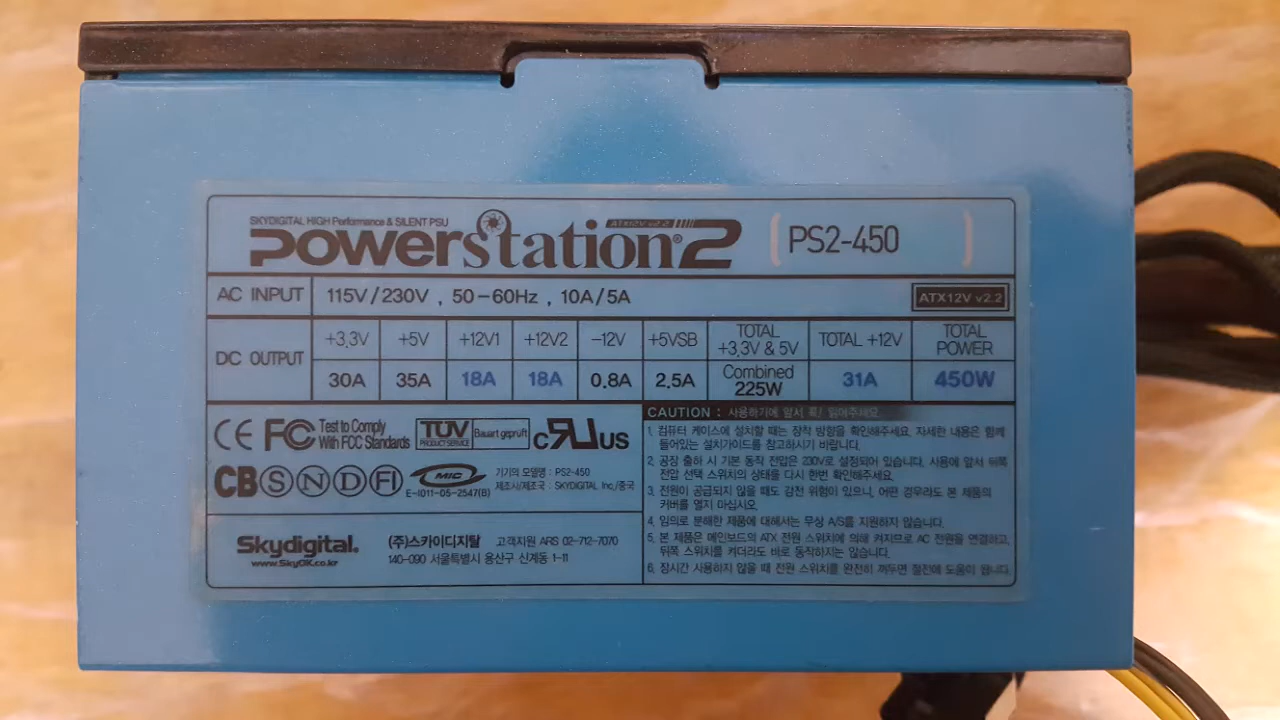 SKYDIGITAL HIGH Performance & SILENT PSU
ATX12V v2.2
Powerstation®2 PS2-450
AC INPUT 115V/230V , 50-60Hz , 10A/5A ATX12V v2.2
DC OUTPUT
+3.3V +5V +12V1 +12V2 -12V +5VSB TOTAL +3.3V & 5V TOTAL +12V TOTAL POWER
30A 35A 18A 18A 0.8A 2.5A Combined 225W 31A 450W
CE FC Test to Comply With FCC Standards TÜV PRODUCT SERVICE Bauart geprüft c RU US
CB S N D FI MIC
E-I011-05-2547(B)
기기의 모델명 : PS2-450
제조사/제조국 : SKYDIGITAL Inc/중국
Skydigital.
www.SkyOK.co.kr
(주)스카이디지탈 고객지원 ARS 02-712-7070
140-090 서울특별시 용산구 신계동 1-11
CAUTION : 사용하기에 앞서 꼭! 읽어주세요.
1. 컴퓨터 케이스에 설치할 때는 장착 방향을 확인해주세요. 자세한 내용은 함께
들어있는 설치가이드를 참고하시기 바랍니다.
2. 공장 출하 시 기본 동작 전압은 230V로 설정되어 있습니다. 사용에 앞서 뒤쪽
전압 선택 스위치의 상태를 다시 한번 확인해주세요.
3. 전원이 공급되지 않을 때도 감전 위험이 있으니, 어떤 경우라도 본 제품의
커버를 열지 마십시오.
4. 임의로 분해한 제품에 대해서는 무상 A/S를 지원하지 않습니다.
5. 본 제품은 메인보드의 ATX 전원 스위치에 의해 켜지므로 AC 전원을 연결하고,
뒤쪽 스위치를 켜더라도 바로 동작하지는 않습니다.
6. 장시간 사용하지 않을 때 전원 스위치를 완전히 꺼두면 절전에 도움이 됩니다.